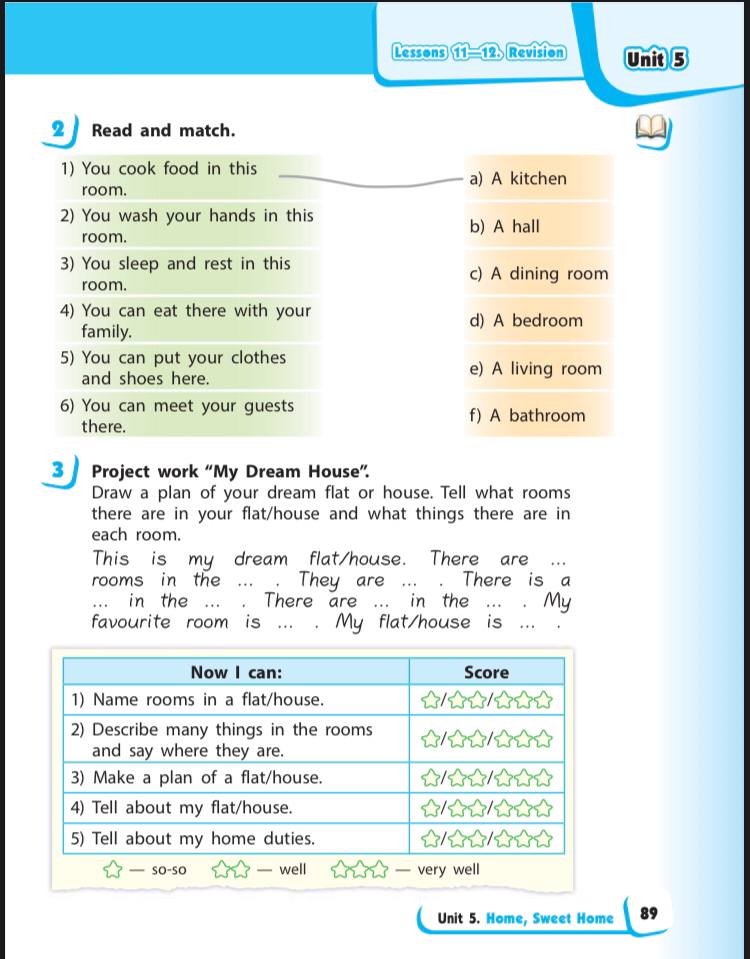 Lessons 11–12. Revision
Unit 5
2 Read and match.
1) You cook food in this
room.
2) You wash your hands in this
room.
3) You sleep and rest in this
room.
4) You can eat there with your
family.
5) You can put your clothes
and shoes here.
6) You can meet your guests
there.
a) A kitchen
b) A hall
c) A dining room
d) A bedroom
e) A living room
f) A bathroom
3 Project work “My Dream House”.
Draw a plan of your dream flat or house. Tell what rooms
there are in your flat/house and what things there are in
each room.
This is my dream flat/house. There are ...
rooms in the ... . They are ... . There is a
... in the ... . There are ... in the ... . My
favourite room is ... . My flat/house is ... .
Now I can: Score
1) Name rooms in a flat/house.
2) Describe many things in the rooms
and say where they are.
3) Make a plan of a flat/house.
4) Tell about my flat/house.
5) Tell about my home duties.
— so-so — well — very well
Unit 5. Home, Sweet Home 89